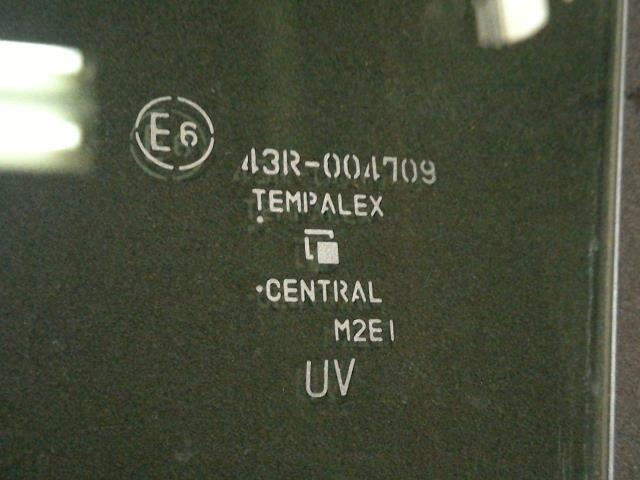 E6
43R-004709
TEMPALEX
CENTRAL
M2E1
UV